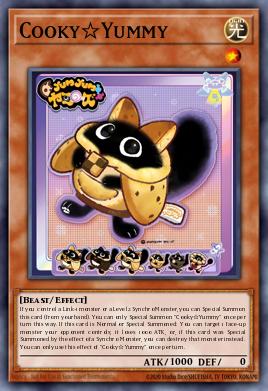 Cooky☆Yummy
光
[Beast/Effect]
If you control a Link-1 monster or a Level 2 Synchro Monster, you can Special Summon
this card (from your hand). You can only Special Summon "Cooky☆Yummy" once per
turn this way. If this card is Normal or Special Summoned: You can target 1 face-up
monster your opponent controls; it loses 1000 ATK, or, if this card was Special
Summoned by the effect of a Synchro Monster, you can destroy that monster instead.
You can only use this effect of "Cooky☆Yummy" once per turn.
ATK/1000 DEF/ 0
©2020 Studio Dice/SHUEISHA, TV TOKYO, KONAMI